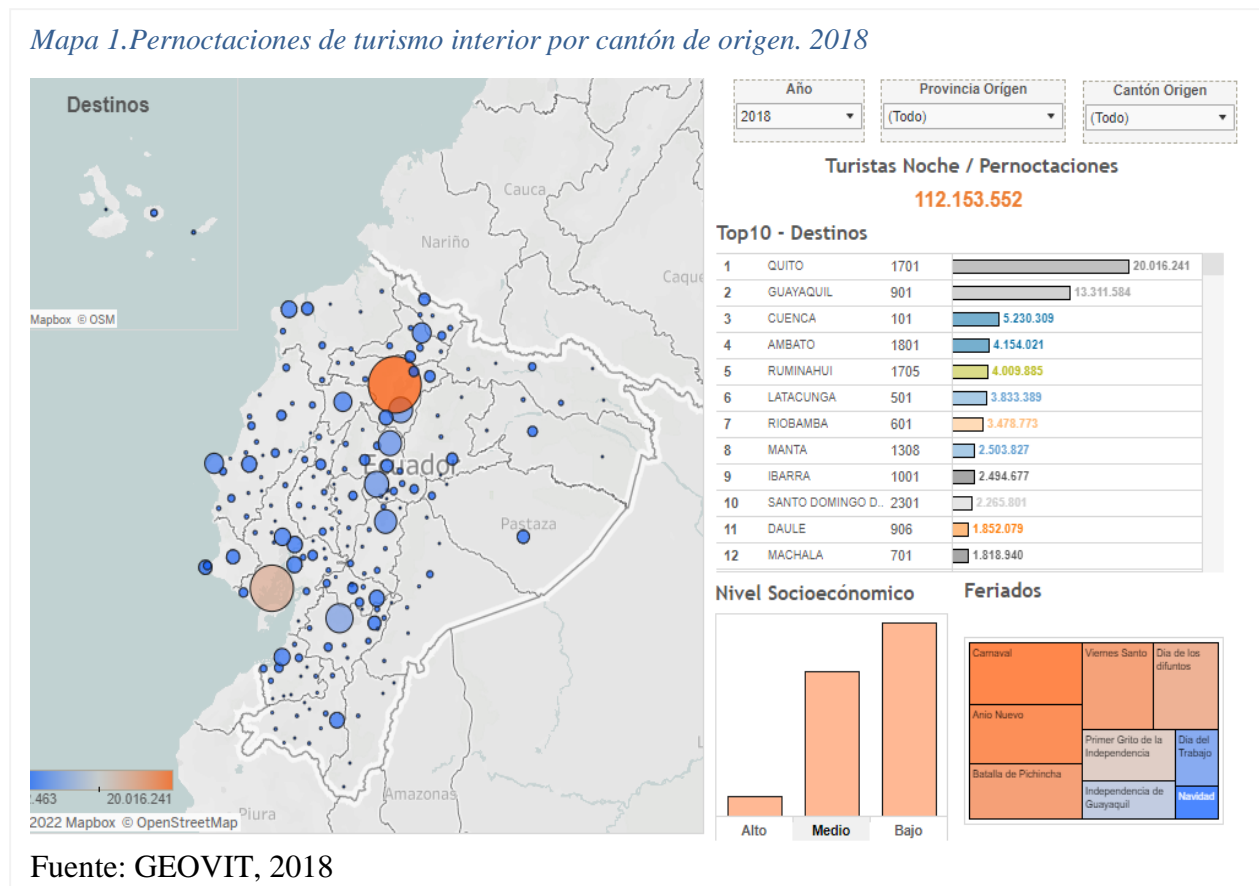 Mapa 1.Pernoctaciones de turismo interior por cantón de origen. 2018
Destinos
Mapbox © OSM
Cauca
Nariño
Ecuador
Pastaza
Amazonas
Piura
.463 20.016.241
2022 Mapbox © OpenStreetMap
Año
2018
Provincia Orígen
(Todo)
Cantón Origen
(Todo)
Turistas Noche / Pernoctaciones
112.153.552
Top10 - Destinos
1 QUITO 1701 20.016.241
2 GUAYAQUIL 901 13.311.584
3 CUENCA 101 5.230.309
4 AMBATO 1801 4.154.021
5 RUMINAHUI 1705 4.009.885
6 LATACUNGA 501 3.833.389
7 RIOBAMBA 601 3.478.773
8 MANTA 1308 2.503.827
9 IBARRA 1001 2.494.677
10 SANTO DOMINGO D.. 2301 2.265.801
11 DAULE 906 1.852.079
12 MACHALA 701 1.818.940
Nivel Socioecónomico
Alto Medio Bajo
Feriados
Carnaval
Anio Nuevo
Batalla de Pichincha
Viernes Santo
Dia de los
difuntos
Primer Grito de la
Independencia
Independencia de
Guayaquil
Dia del
Trabajo
Navidad
Fuente: GEOVIT, 2018